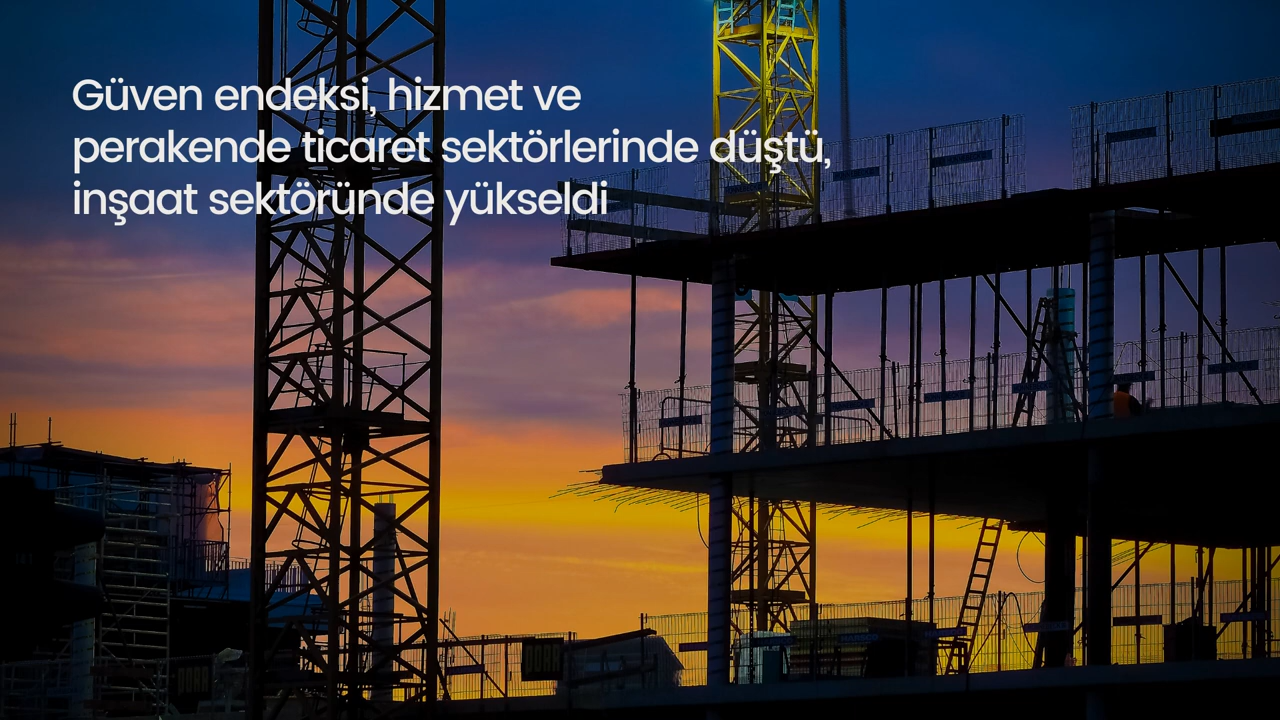 Güven endeksi, hizmet ve
perakende ticaret sektörlerinde düştü,
inşaat sektöründe yükseldi